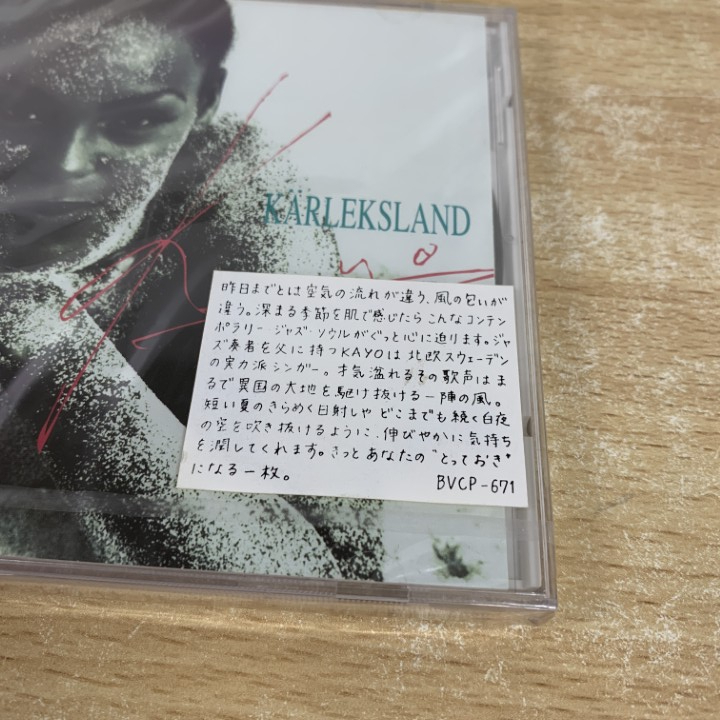 KÄRLEKSLAND
昨日までとは空気の流れが違う、風の匂いが
違う。深まる季節を肌で感じたら こんなコンテン
ポラリー・ジャズ・ソウルがぐっと心に迫ります。ジャ
ズ奏者を父に持つKAYOは北欧スウェーデン
の実力派シンガー。才気溢れるその歌声はま
るで異国の大地を駆け抜ける一陣の風。
短い夏のきらめく日射しや どこまでも続く白夜
の空を吹き抜けるように、伸びやかに気持ち
を潤してくれます。きっとあなたの"とっておき"
になる一枚。
BVCP-671